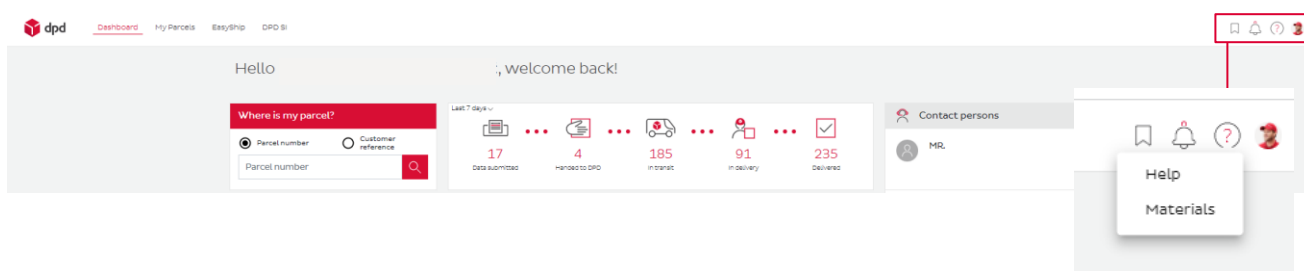 dpd Dashboard My Parcels EasyShip DPD SI
Hello , welcome back!
Where is my parcel?
Parcel number
Customer reference
Parcel number
Last 7 days
17 4 185 91 235
Data submitted Handed to DPD In transit In delivery Delivered
Contact persons
MR.
Help
Materials